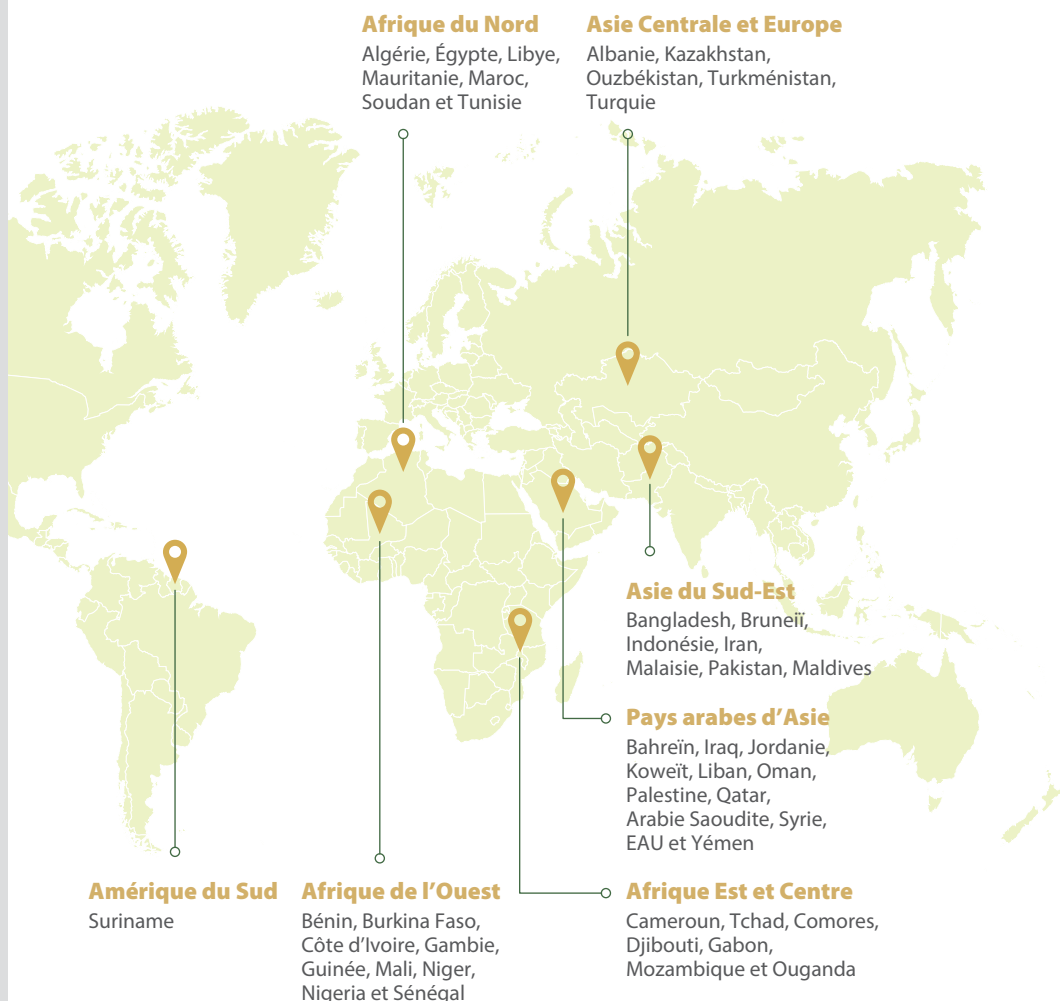 Afrique du Nord
Algérie, Égypte, Libye,
Mauritanie, Maroc,
Soudan et Tunisie
Asie Centrale et Europe
Albanie, Kazakhstan,
Ouzbékistan, Turkménistan,
Turquie
Asie du Sud-Est
Bangladesh, Bruneiï,
Indonésie, Iran,
Malaisie, Pakistan, Maldives
Pays arabes d’Asie
Bahreïn, Iraq, Jordanie,
Koweït, Liban, Oman,
Palestine, Qatar,
Arabie Saoudite, Syrie,
EAU et Yémen
Amérique du Sud
Suriname
Afrique de l’Ouest
Bénin, Burkina Faso,
Côte d’Ivoire, Gambie,
Guinée, Mali, Niger,
Nigeria et Sénégal
Afrique Est et Centre
Cameroun, Tchad, Comores,
Djibouti, Gabon,
Mozambique et Ouganda